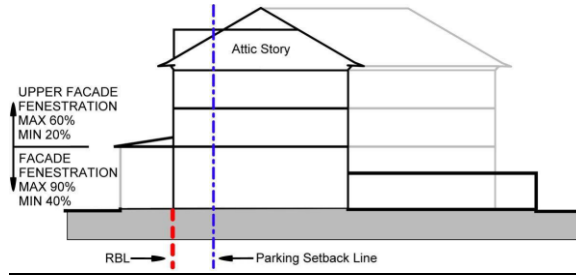 Attic Story
UPPER FACADE
FENESTRATION
MAX 60%
MIN 20%
FACADE
FENESTRATION
MAX 90%
MIN 40%
RBL
Parking Setback Line